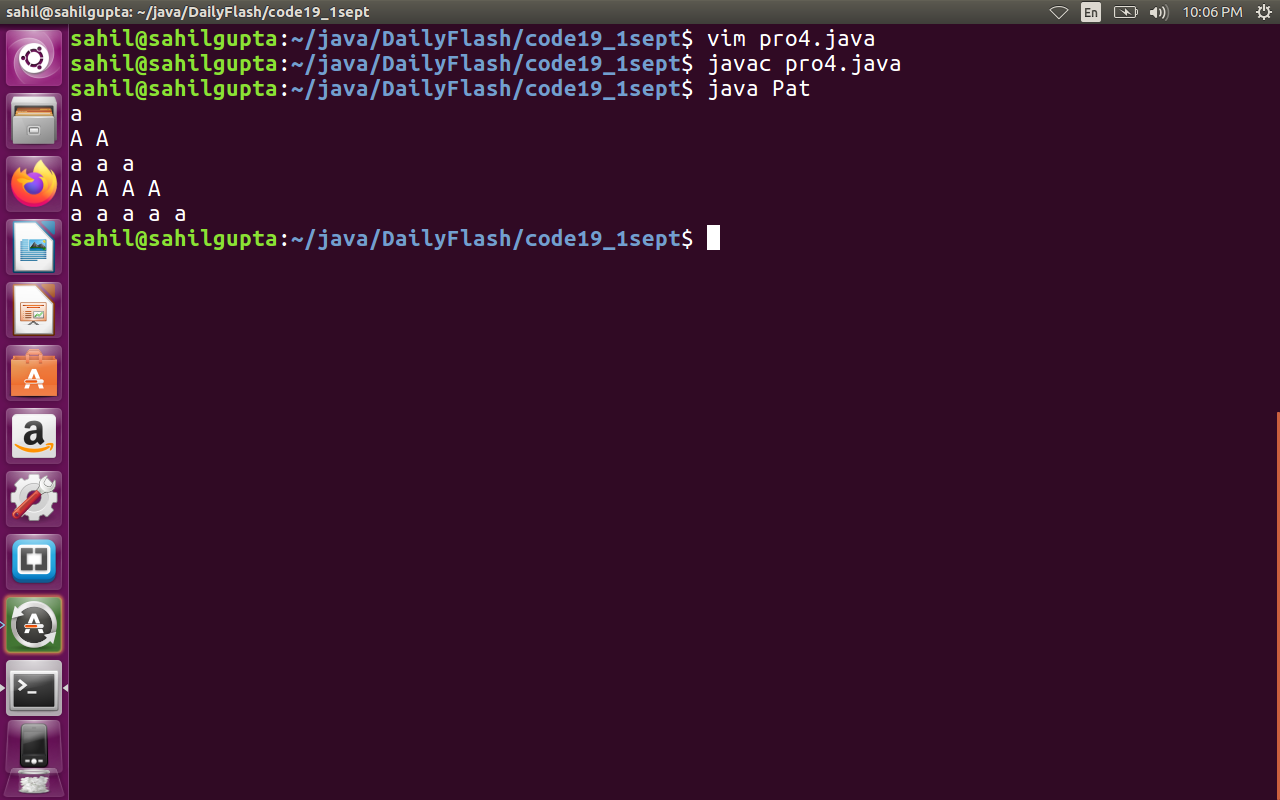 sahil@sahilgupta: ~/java/DailyFlash/code19_1sept
En
10:06 PM
sahil@sahilgupta:~/java/DailyFlash/code19_1sept$ vim pro4.java
sahil@sahilgupta:~/java/DailyFlash/code19_1sept$ javac pro4.java
sahil@sahilgupta:~/java/DailyFlash/code19_1sept$ java Pat
a
A A
a a a
A A A A
a a a a a
sahil@sahilgupta:~/java/DailyFlash/code19_1sept$